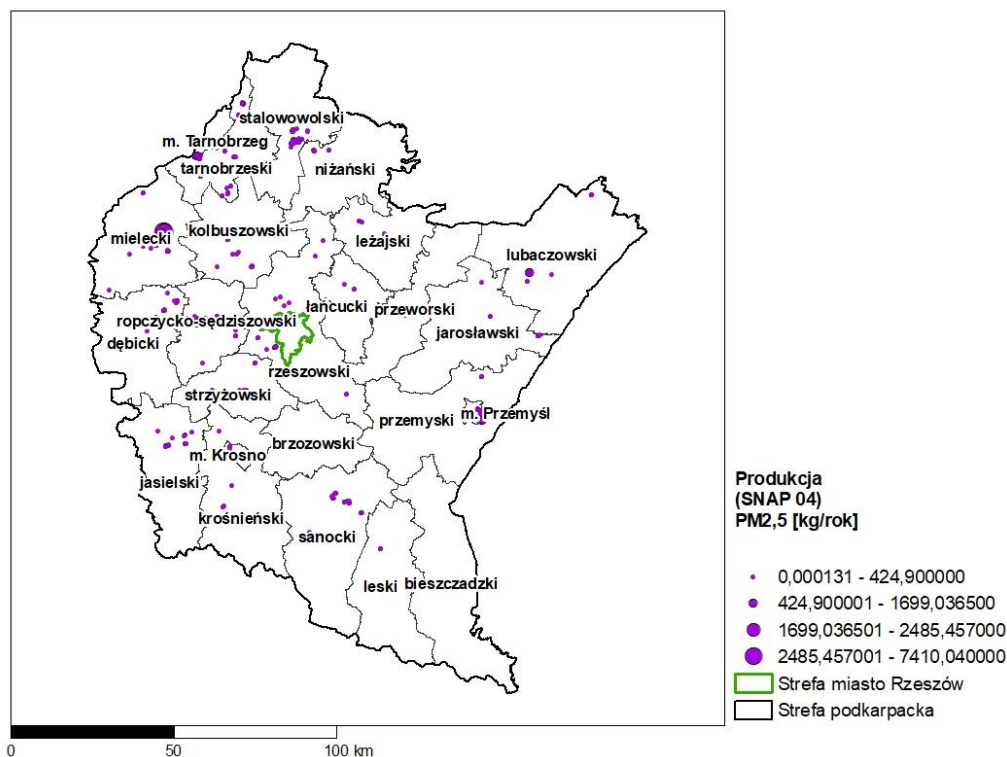 stalowowolski
m. Tarnobrzeg
tarnobrzeski
niżański
kolbuszowski
mielecki
leżajski
lubaczowski
łańcucki
przeworski
ropczycko-sędziszowski
jarosławski
dębicki
rzeszowski
strzyżowski
przemyski
m. Przemyśl
brzozowski
m. Krosno
jasielski
krośnieński
sanocki
leski
bieszczadzki
Produkcja
(SNAP 04)
PM2,5 [kg/rok]
0,000131 - 424,900000
424,900001 - 1699,036500
1699,036501 - 2485,457000
2485,457001 - 7410,040000
Strefa miasto Rzeszów
Strefa podkarpacka
0 50 100 km